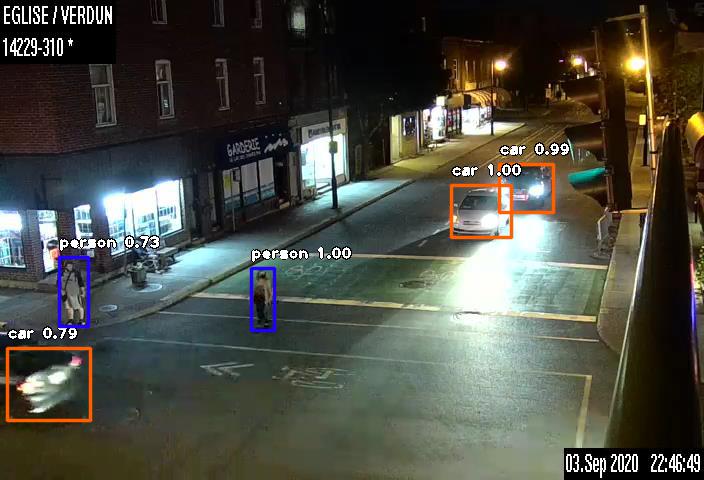 EGLISE / VERDUN
14229-310 *
GARDERIE
car 0.99
car 1.00
person 0.73
person 1.00
car 0.79
03.Sep 2020 22:46:49